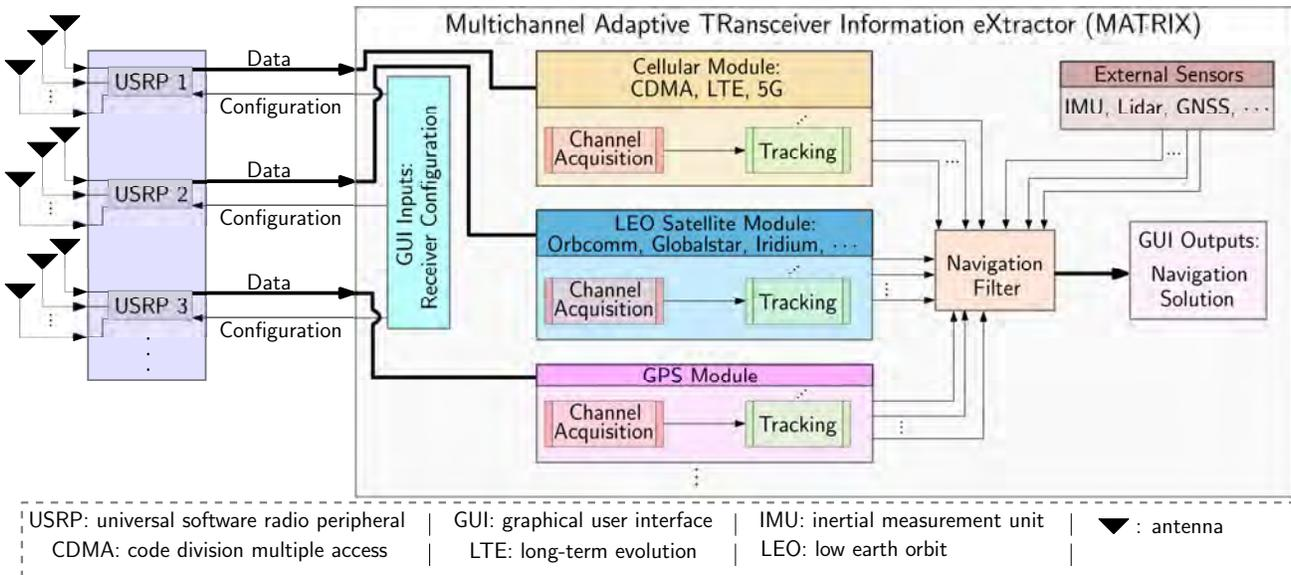 Multichannel Adaptive TRansceiver Information eXtractor (MATRIX)
USRP 1
Data
Configuration
USRP 2
Data
Configuration
USRP 3
Data
Configuration
GUI Inputs:
Receiver Configuration
Cellular Module:
CDMA, LTE, 5G
Channel
Acquisition
Tracking
LEO Satellite Module:
Orbcomm, Globalstar, Iridium, ···
Channel
Acquisition
Tracking
GPS Module
Channel
Acquisition
Tracking
External Sensors
IMU, Lidar, GNSS, ···
Navigation
Filter
GUI Outputs:
Navigation
Solution
USRP: universal software radio peripheral | GUI: graphical user interface | IMU: inertial measurement unit | : antenna
CDMA: code division multiple access | LTE: long-term evolution | LEO: low earth orbit |